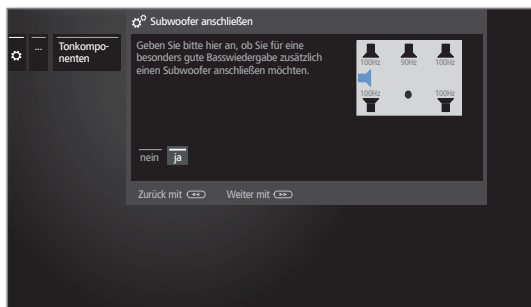 Subwoofer anschließen
...
Tonkompo-
nenten
Geben Sie bitte hier an, ob Sie für eine
besonders gute Basswiedergabe zusätzlich
einen Subwoofer anschließen möchten.
100Hz 90Hz 100Hz
100Hz 100Hz
nein ja
Zurück mit Weiter mit